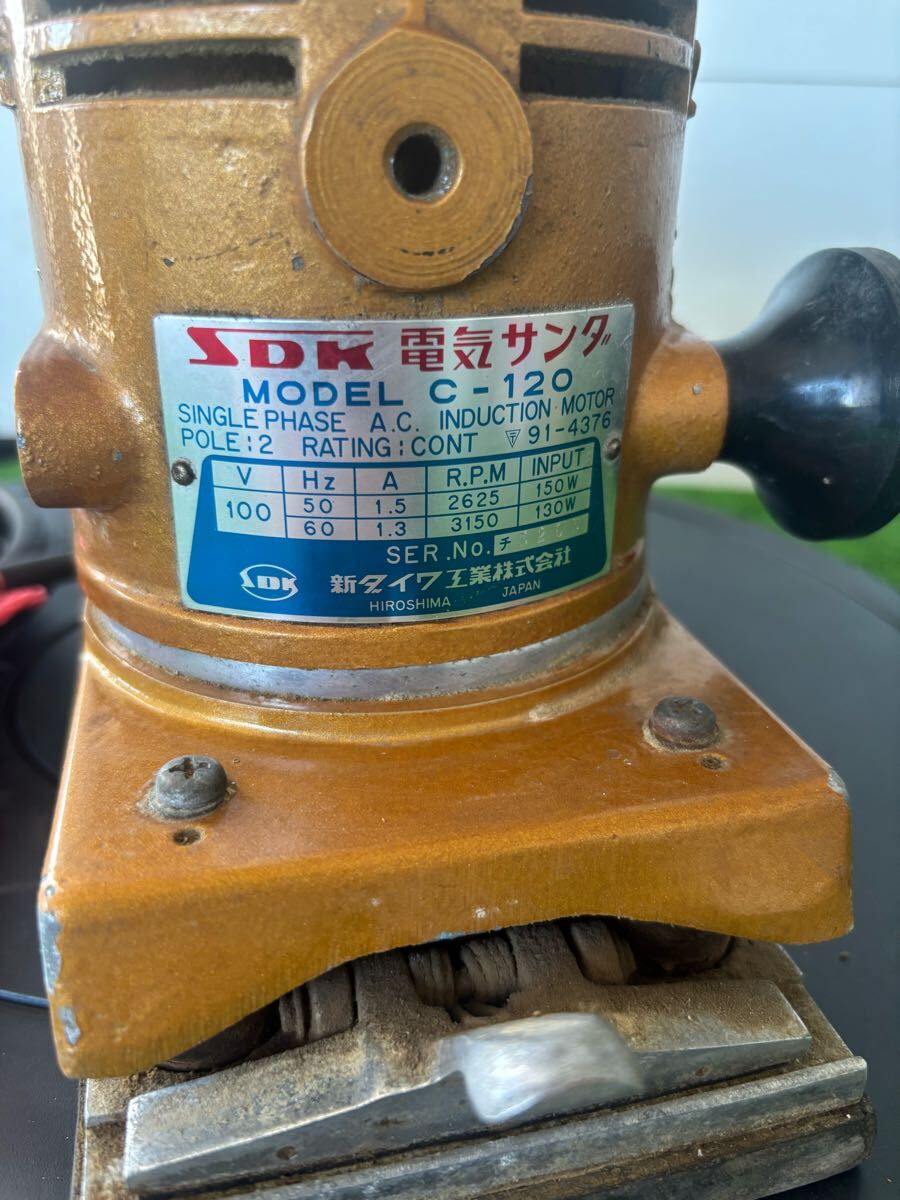 SDK 電気サンダ
MODEL C-120
SINGLE PHASE A.C. INDUCTION MOTOR
POLE:2 RATING:CONT 〒 91-4376
V Hz A R.P.M INPUT
100 50 1.5 2625 150W
60 1.3 3150 130W
SER.No. チ
SDK 新ダイワ工業株式会社
HIROSHIMA JAPAN